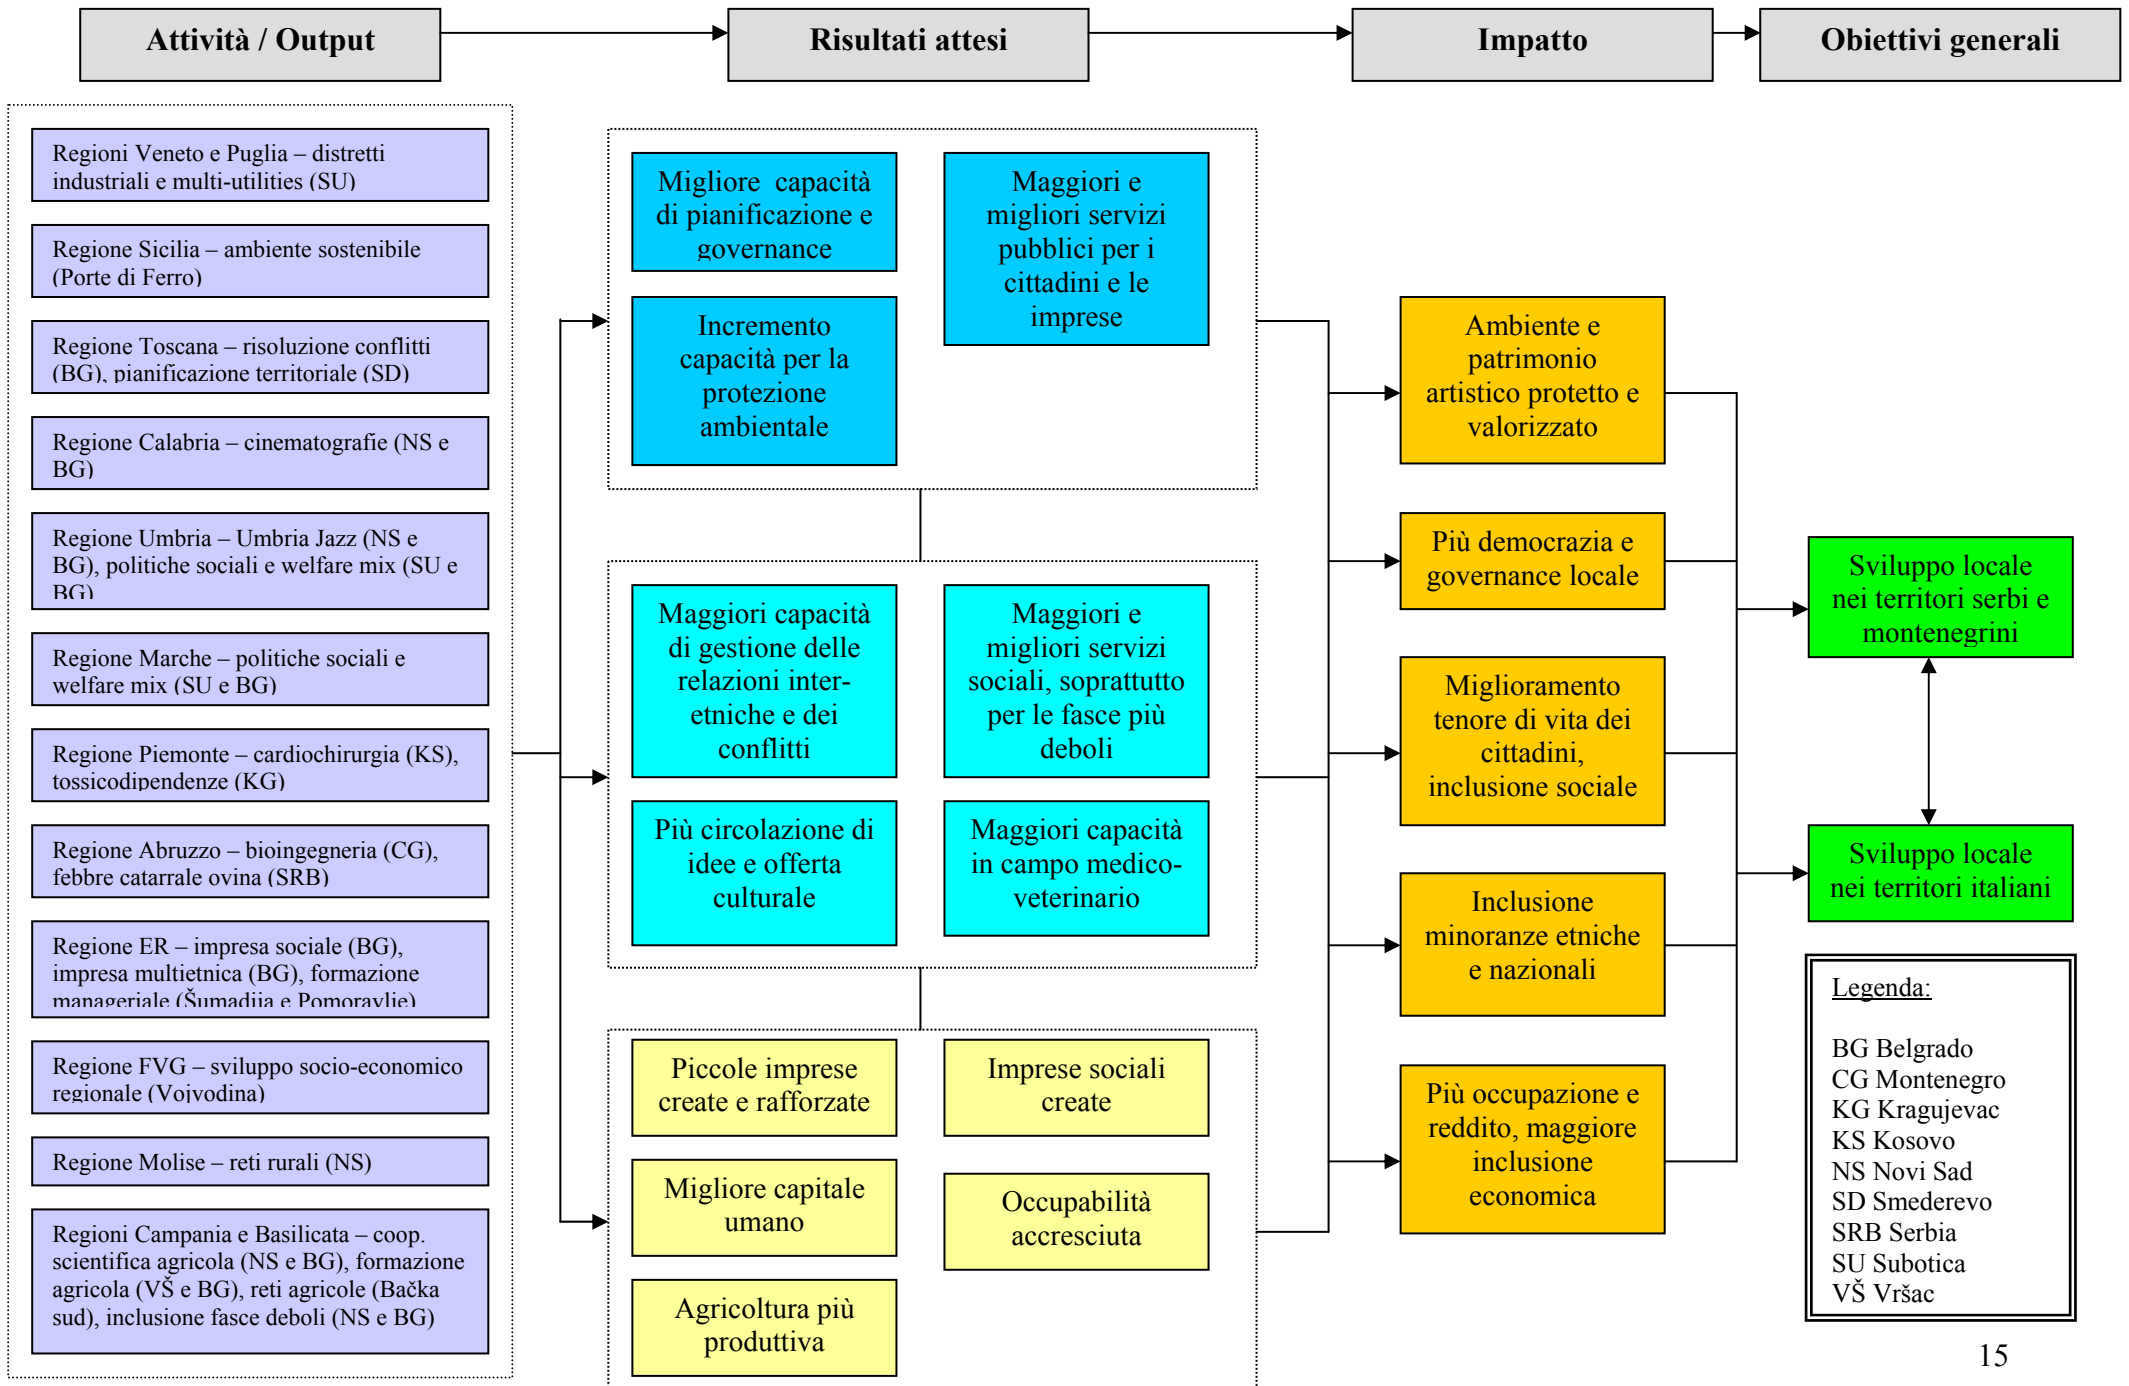 Attività / Output
Risultati attesi
Impatto
Obiettivi generali
Regioni Veneto e Puglia – distretti
industriali e multi-utilities (SU)
Regione Sicilia – ambiente sostenibile
(Porte di Ferro)
Regione Toscana – risoluzione conflitti
(BG), pianificazione territoriale (SD)
Regione Calabria – cinematografie (NS e
BG)
Regione Umbria – Umbria Jazz (NS e
BG), politiche sociali e welfare mix (SU e
BG)
Regione Marche – politiche sociali e
welfare mix (SU e BG)
Regione Piemonte – cardiochirurgia (KS),
tossicodipendenze (KG)
Regione Abruzzo – bioingegneria (CG),
febbre catarrale ovina (SRB)
Regione ER – impresa sociale (BG),
impresa multietnica (BG), formazione
manageriale (Šumadija e Pomoravlje)
Regione FVG – sviluppo socio-economico
regionale (Vojvodina)
Regione Molise – reti rurali (NS)
Regioni Campania e Basilicata – coop.
scientifica agricola (NS e BG), formazione
agricola (VŠ e BG), reti agricole (Bačka
sud), inclusione fasce deboli (NS e BG)
Migliore capacità
di pianificazione e
governance
Maggiori e
migliori servizi
pubblici per i
cittadini e le
imprese
Incremento
capacità per la
protezione
ambientale
Maggiori capacità
di gestione delle
relazioni inter-
etniche e dei
conflitti
Maggiori e
migliori servizi
sociali, soprattutto
per le fasce più
deboli
Più circolazione di
idee e offerta
culturale
Maggiori capacità
in campo medico-
veterinario
Piccole imprese
create e rafforzate
Imprese sociali
create
Migliore capitale
umano
Occupabilità
accresciuta
Agricoltura più
produttiva
Ambiente e
patrimonio
artistico protetto e
valorizzato
Più democrazia e
governance locale
Miglioramento
tenore di vita dei
cittadini,
inclusione sociale
Inclusione
minoranze etniche
e nazionali
Più occupazione e
reddito, maggiore
inclusione
economica
Sviluppo locale
nei territori serbi e
montenegrini
Sviluppo locale
nei territori italiani
Legenda:
BG Belgrado
CG Montenegro
KG Kragujevac
KS Kosovo
NS Novi Sad
SD Smederevo
SRB Serbia
SU Subotica
VŠ Vršac
15